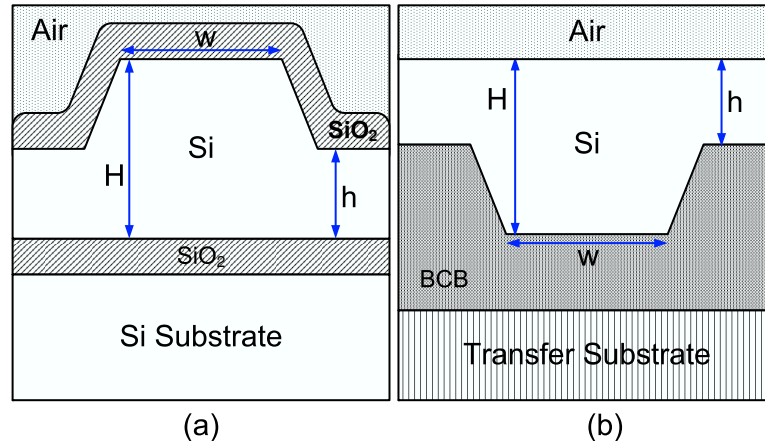 Air
w
SiO2
Si
H
h
SiO2
Si Substrate
(a)
Air
H
h
Si
w
BCB
Transfer Substrate
(b)